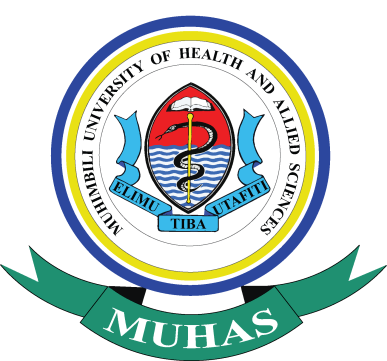 MUHIMBILI UNIVERSITY OF HEALTH AND ALLIED SCIENCES
ELIMU
TIBA
UTAFITI
MUHAS